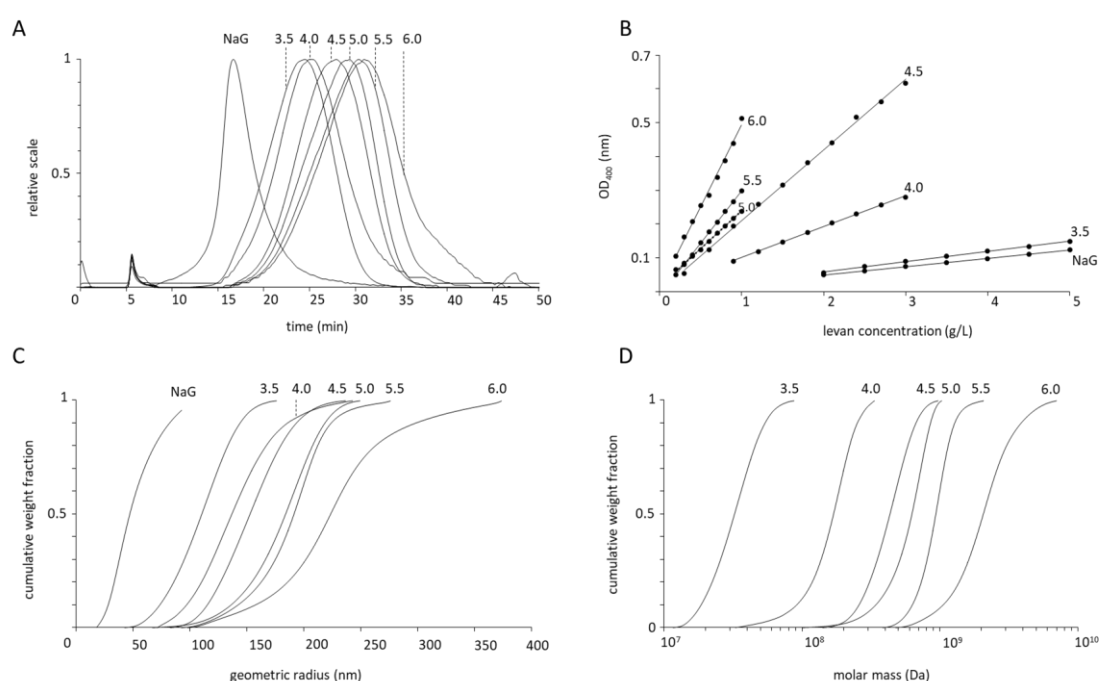 A
NaG 3.5 4.0 4.5 5.0 5.5 6.0
1
0.5
0 5 10 15 20 25 30 35 40 45 50
relative scale
time (min)
B
0.7
0.5
0.1
OD400 (nm)
4.5
6.0
5.5
5.0
4.0
3.5
NaG
0 1 2 3 4 5
levan concentration (g/L)
C
NaG 3.5 4.0 4.5 5.0 5.5 6.0
1
0.5
0
0 50 100 150 200 250 300 350 400
cumulative weight fraction
geometric radius (nm)
D
3.5 4.0 4.5 5.0 5.5 6.0
1
0.5
0
10⁷ 10⁸ 10⁹ 10¹⁰
cumulative weight fraction
molar mass (Da)